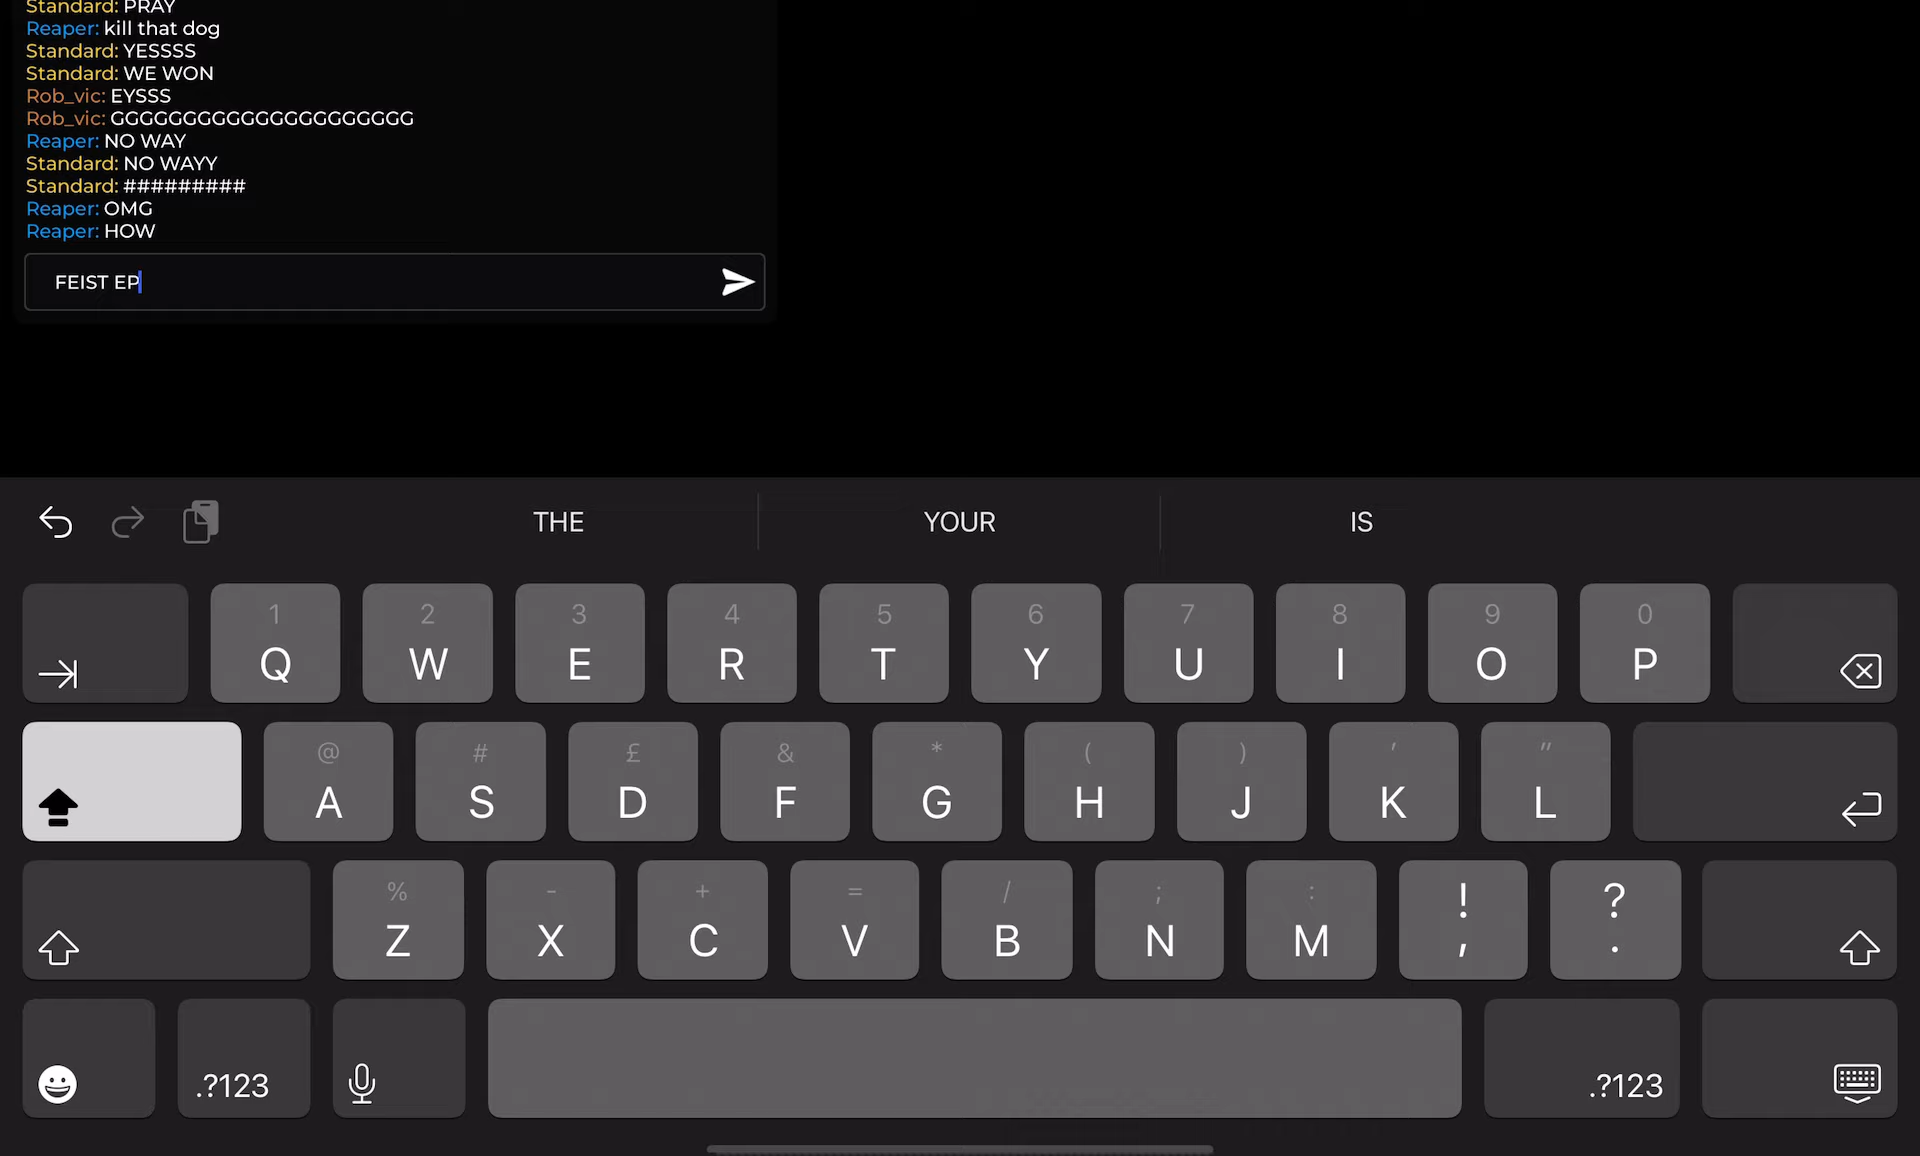 Standard: PRAY
Reaper: kill that dog
Standard: YESSSS
Standard: WE WON
Rob_vic: EYSSS
Rob_vic: GGGGGGGGGGGGGGGGGGGGG
Reaper: NO WAY
Standard: NO WAYY
Standard: #########
Reaper: OMG
Reaper: HOW
FEIST EP
THE YOUR IS
1 2 3 4 5 6 7 8 9 0
Q W E R T Y U I O P
@ # £ & * ( ) ' "
A S D F G H J K L
% - + = / ; : ! ?
Z X C V B N M , .
.?123 .?123